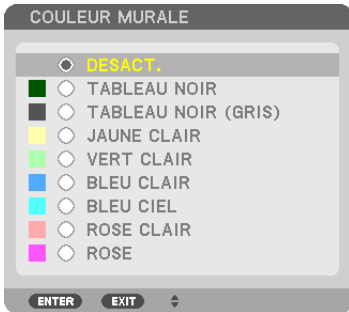 COULEUR MURALE
DESACT.
TABLEAU NOIR
TABLEAU NOIR (GRIS)
JAUNE CLAIR
VERT CLAIR
BLEU CLAIR
BLEU CIEL
ROSE CLAIR
ROSE
ENTER EXIT